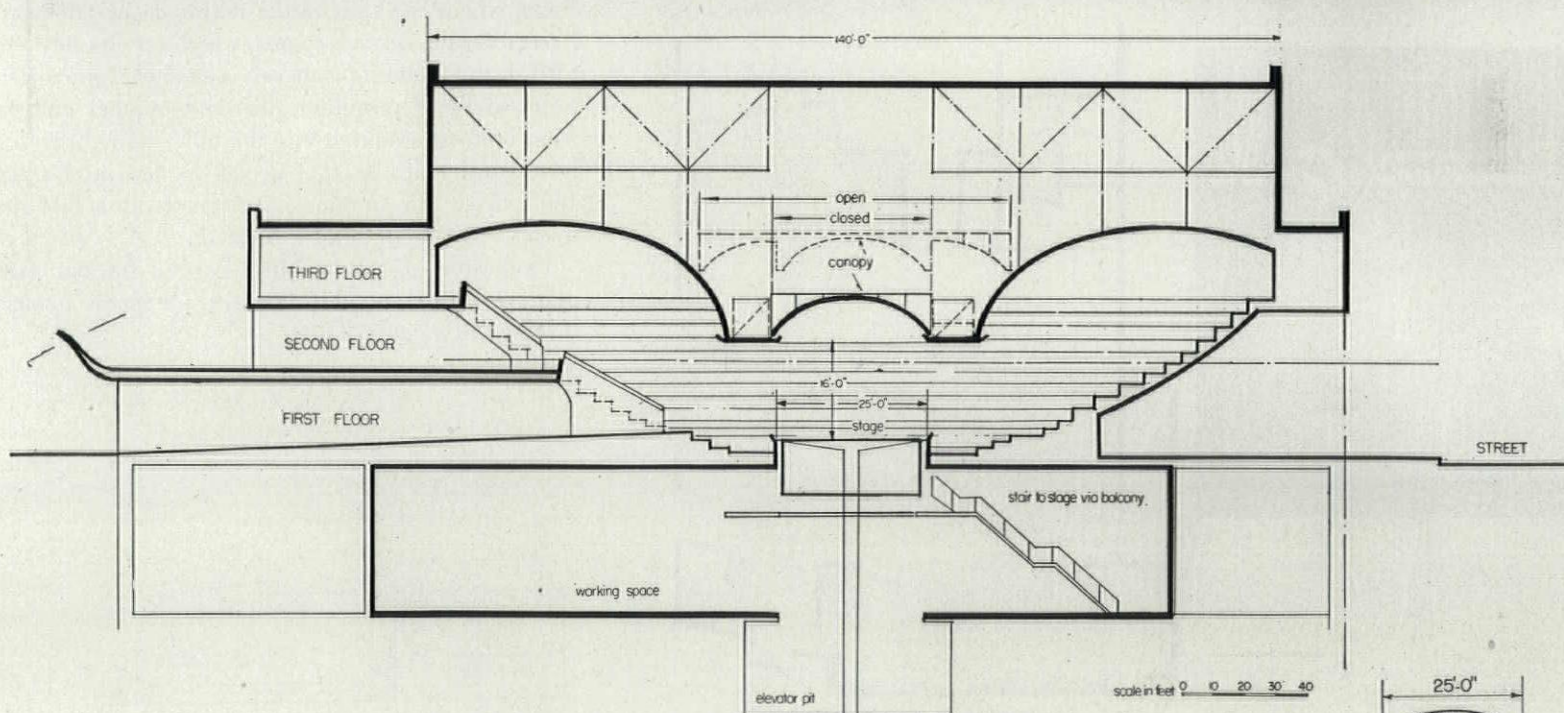 140'-0"
open
closed
canopy
THIRD FLOOR
SECOND FLOOR
16'-0"
25'-0"
FIRST FLOOR
stage
STREET
stair to stage via balcony
working space
elevator pit
scale in feet 0 10 20 30 40
25'-0"